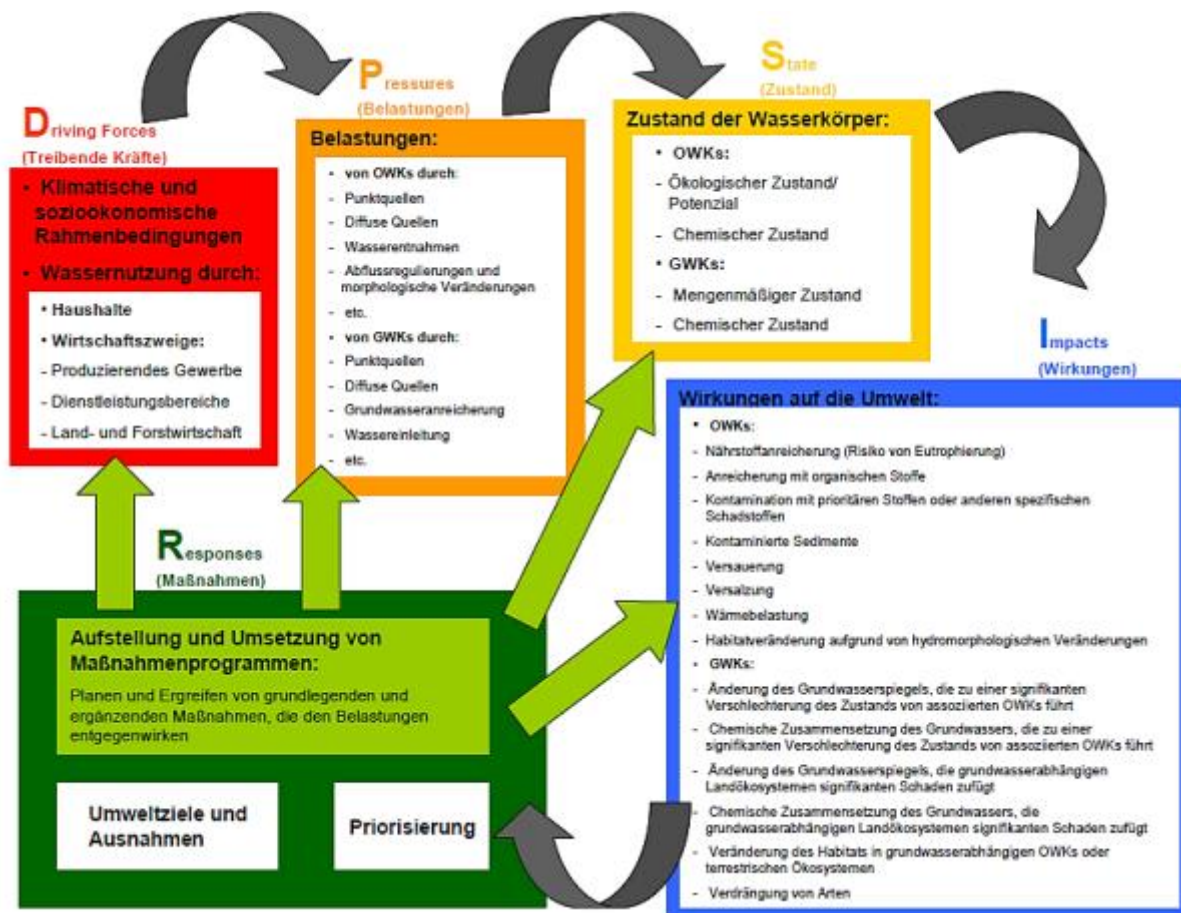 Driving Forces
(Treibende Kräfte)
• Klimatische und
sozioökonomische
Rahmenbedingungen
• Wassernutzung durch:
• Haushalte
• Wirtschaftszweige:
- Produzierendes Gewerbe
- Dienstleistungsbereiche
- Land- und Forstwirtschaft
Pressures
(Belastungen)
Belastungen:
• von OWKs durch:
- Punktquellen
- Diffuse Quellen
- Wasserentnahmen
- Abflussregulierungen und
morphologische Veränderungen
- etc.
• von GWKs durch:
- Punktquellen
- Diffuse Quellen
- Grundwasseranreicherung
- Wassereinleitung
- etc.
State
(Zustand)
Zustand der Wasserkörper:
• OWKs:
- Ökologischer Zustand/
Potenzial
- Chemischer Zustand
• GWKs:
- Mengenmäßiger Zustand
- Chemischer Zustand
Impacts
(Wirkungen)
Wirkungen auf die Umwelt:
• OWKs:
- Nährstoffanreicherung (Risiko von Eutrophierung)
- Anreicherung mit organischen Stoffe
- Kontamination mit prioritären Stoffen oder anderen spezifischen
Schadstoffen
- Kontaminierte Sedimente
- Versauerung
- Versalzung
- Wärmebelastung
- Habitatveränderung aufgrund von hydromorphologischen Veränderungen
• GWKs:
- Änderung des Grundwasserspiegels, die zu einer signifikanten
Verschlechterung des Zustands von assoziierten OWKs führt
- Chemische Zusammensetzung des Grundwassers, die zu einer
signifikanten Verschlechterung des Zustands von assoziierten OWKs führt
- Änderung des Grundwasserspiegels, die grundwasserabhängigen
Landökosystemen signifikanten Schaden zufügt
- Chemische Zusammensetzung des Grundwassers, die
grundwasserabhängigen Landökosystemen signifikanten Schaden zufügt
- Veränderung des Habitats in grundwasserabhängigen OWKs oder
terrestrischen Ökosystemen
- Verdrängung von Arten
Responses
(Maßnahmen)
Aufstellung und Umsetzung von
Maßnahmenprogrammen:
Planen und Ergreifen von grundlegenden und
ergänzenden Maßnahmen, die den Belastungen
entgegenwirken
Umweltziele und
Ausnahmen
Priorisierung